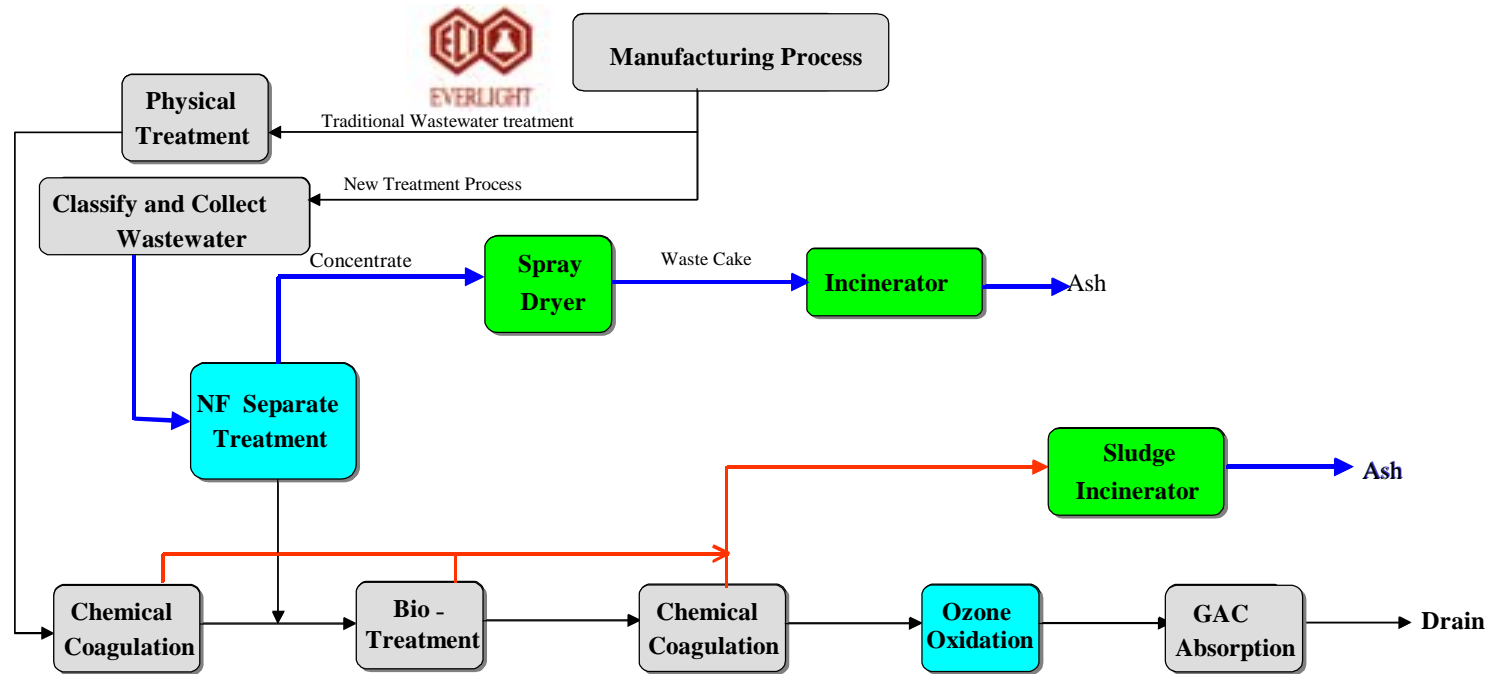 ECI
EVERLIGHT
Manufacturing Process
Physical
Treatment
Traditional Wastewater treatment
New Treatment Process
Classify and Collect
Wastewater
Concentrate
Spray
Dryer
Waste Cake
Incinerator
Ash
NF Separate
Treatment
Sludge
Incinerator
Ash
Chemical
Coagulation
Bio -
Treatment
Chemical
Coagulation
Ozone
Oxidation
GAC
Absorption
Drain